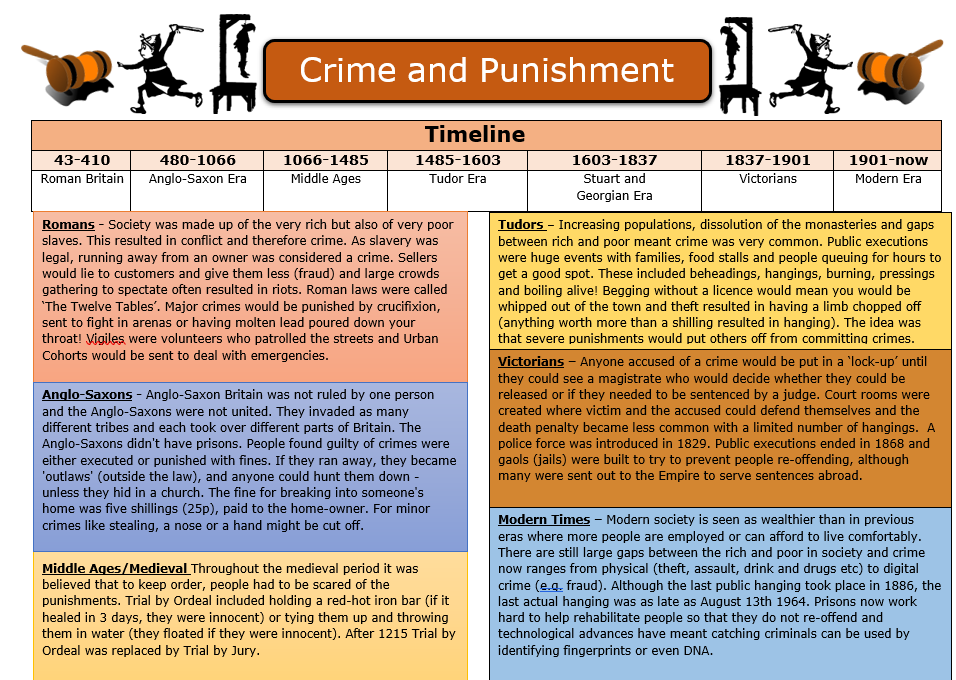 Crime and Punishment
Timeline
43-410 480-1066 1066-1485 1485-1603 1603-1837 1837-1901 1901-now
Roman Britain Anglo-Saxon Era Middle Ages Tudor Era Stuart and Georgian Era Victorians Modern Era
Romans - Society was made up of the very rich but also of very poor
slaves. This resulted in conflict and therefore crime. As slavery was
legal, running away from an owner was considered a crime. Sellers
would lie to customers and give them less (fraud) and large crowds
gathering to spectate often resulted in riots. Roman laws were called
'The Twelve Tables'. Major crimes would be punished by crucifixion,
sent to fight in arenas or having molten lead poured down your
throat! Vigiles were volunteers who patrolled the streets and Urban
Cohorts would be sent to deal with emergencies.
Anglo-Saxons - Anglo-Saxon Britain was not ruled by one person
and the Anglo-Saxons were not united. They invaded as many
different tribes and each took over different parts of Britain. The
Anglo-Saxons didn't have prisons. People found guilty of crimes were
either executed or punished with fines. If they ran away, they became
'outlaws' (outside the law), and anyone could hunt them down -
unless they hid in a church. The fine for breaking into someone's
home was five shillings (25p), paid to the home-owner. For minor
crimes like stealing, a nose or a hand might be cut off.
Middle Ages/Medieval Throughout the medieval period it was
believed that to keep order, people had to be scared of the
punishments. Trial by Ordeal included holding a red-hot iron bar (if it
healed in 3 days, they were innocent) or tying them up and throwing
them in water (they floated if they were innocent). After 1215 Trial by
Ordeal was replaced by Trial by Jury.
Tudors – Increasing populations, dissolution of the monasteries and gaps
between rich and poor meant crime was very common. Public executions
were huge events with families, food stalls and people queuing for hours to
get a good spot. These included beheadings, hangings, burning, pressings
and boiling alive! Begging without a licence would mean you would be
whipped out of the town and theft resulted in having a limb chopped off
(anything worth more than a shilling resulted in hanging). The idea was
that severe punishments would put others off from committing crimes.
Victorians – Anyone accused of a crime would be put in a 'lock-up' until
they could see a magistrate who would decide whether they could be
released or if they needed to be sentenced by a judge. Court rooms were
created where victim and the accused could defend themselves and the
death penalty became less common with a limited number of hangings. A
police force was introduced in 1829. Public executions ended in 1868 and
gaols (jails) were built to try to prevent people re-offending, although
many were sent out to the Empire to serve sentences abroad.
Modern Times – Modern society is seen as wealthier than in previous
eras where more people are employed or can afford to live comfortably.
There are still large gaps between the rich and poor in society and crime
now ranges from physical (theft, assault, drink and drugs etc) to digital
crime (e.g. fraud). Although the last public hanging took place in 1886, the
last actual hanging was as late as August 13th 1964. Prisons now work
hard to help rehabilitate people so that they do not re-offend and
technological advances have meant catching criminals can be used by
identifying fingerprints or even DNA.